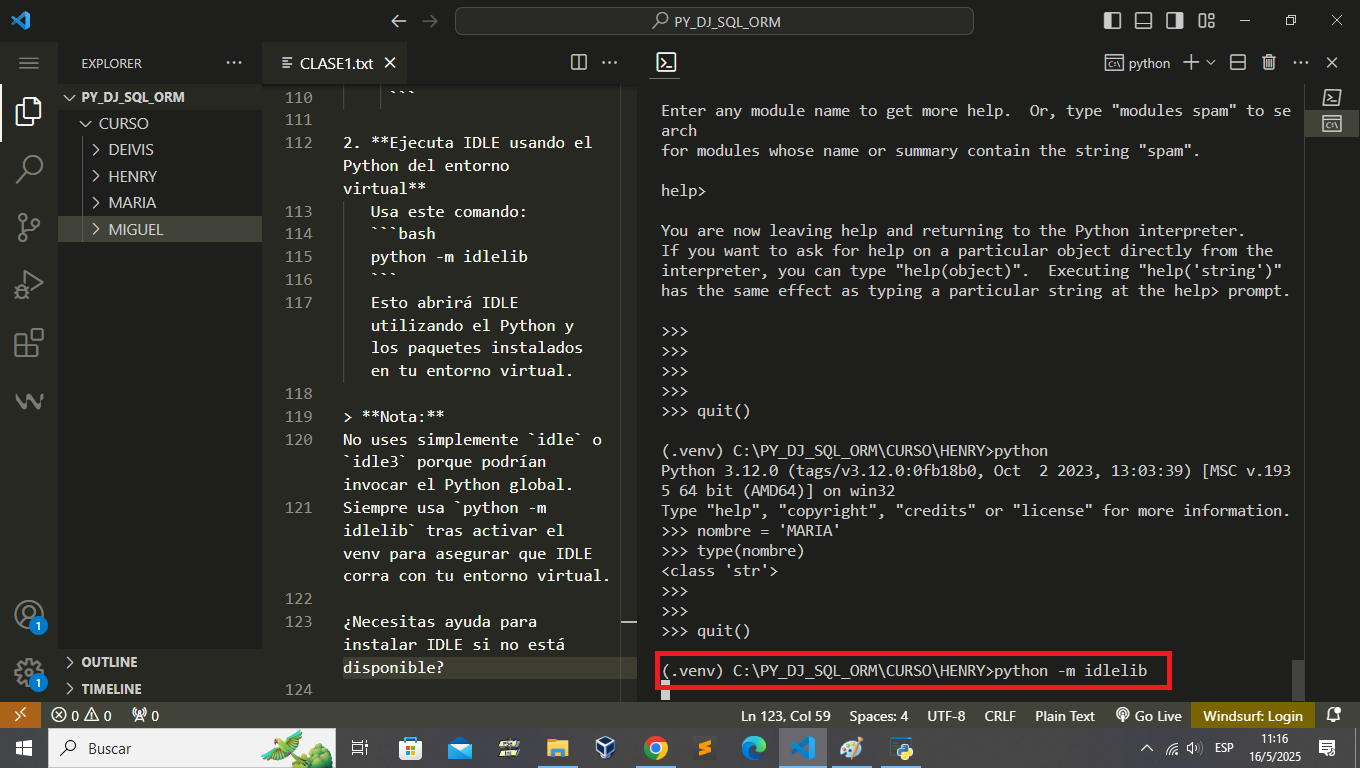 PY_DJ_SQL_ORM
EXPLORER
PY_DJ_SQL_ORM
CURSO
DEIVIS
HENRY
MARIA
MIGUEL
OUTLINE
TIMELINE
1
1
CLASE1.txt
110 ```
111
112 2. **Ejecuta IDLE usando el
Python del entorno
virtual**
113 Usa este comando:
114 ```bash
115 python -m idlelib
116 ```
117 Esto abrirá IDLE
utilizando el Python y
los paquetes instalados
en tu entorno virtual.
118
119 > **Nota:**
120 No uses simplemente `idle` o
`idle3` porque podrían
invocar el Python global.
121 Siempre usa `python -m
idlelib` tras activar el
venv para asegurar que IDLE
corra con tu entorno virtual.
122
123 ¿Necesitas ayuda para
instalar IDLE si no está
disponible?
124
python
Enter any module name to get more help.  Or, type "modules spam" to se
arch
for modules whose name or summary contain the string "spam".
help>
You are now leaving help and returning to the Python interpreter.
If you want to ask for help on a particular object directly from the
interpreter, you can type "help(object)".  Executing "help('string')"
has the same effect as typing a particular string at the help> prompt.
>>>
>>>
>>>
>>>
>>> quit()
(.venv) C:\PY_DJ_SQL_ORM\CURSO\HENRY>python
Python 3.12.0 (tags/v3.12.0:0fb18b0, Oct  2 2023, 13:03:39) [MSC v.193
5 64 bit (AMD64)] on win32
Type "help", "copyright", "credits" or "license" for more information.
>>> nombre = 'MARIA'
>>> type(nombre)
<class 'str'>
>>>
>>>
>>> quit()
(.venv) C:\PY_DJ_SQL_ORM\CURSO\HENRY>python -m idlelib
0 0 0 Ln 123, Col 59 Spaces: 4 UTF-8 CRLF Plain Text Go Live Windsurf: Login
Buscar
ESP
11:16
16/5/2025